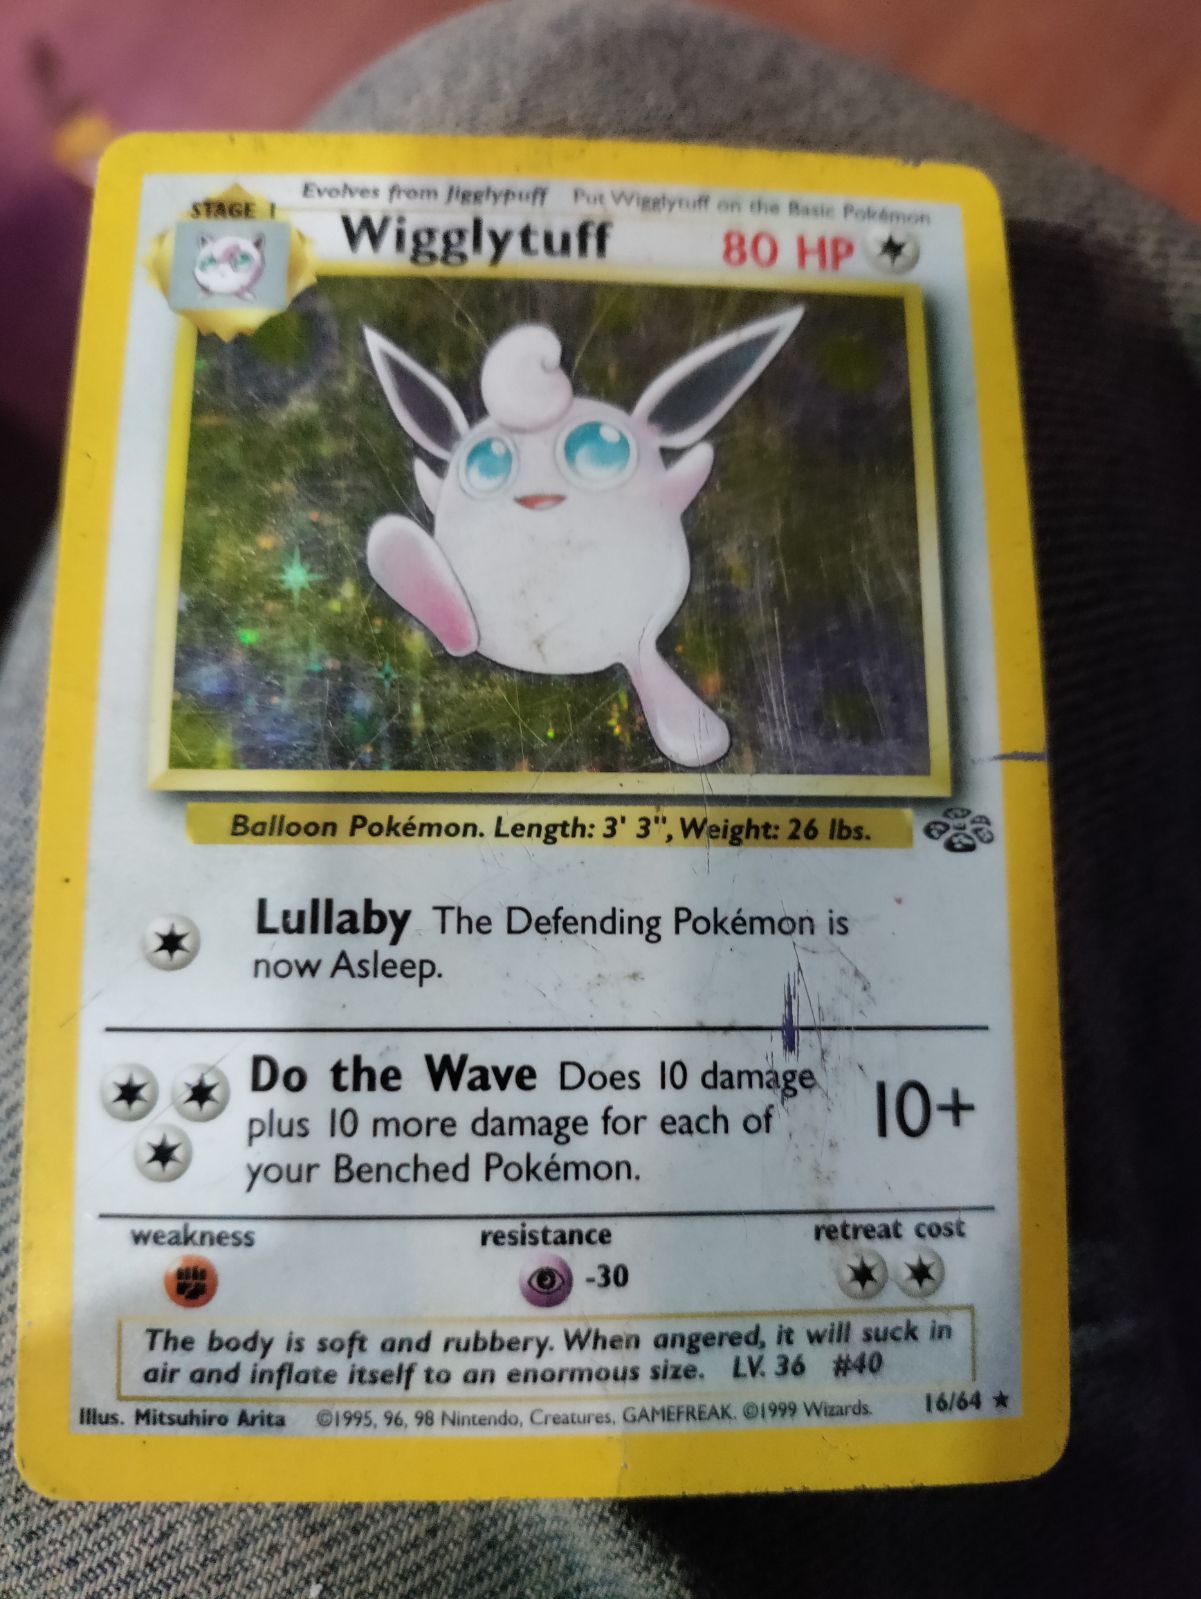 Evolves from Jigglypuff Put Wigglytuff on the Basic Pokémon
STAGE 1
Wigglytuff 80 HP
Balloon Pokémon. Length: 3' 3", Weight: 26 lbs.
Lullaby The Defending Pokémon is
now Asleep.
Do the Wave Does 10 damage
plus 10 more damage for each of
your Benched Pokémon.
10+
weakness resistance retreat cost
-30
The body is soft and rubbery. When angered, it will suck in
air and inflate itself to an enormous size. LV. 36 #40
Illus. Mitsuhiro Arita ©1995, 96, 98 Nintendo, Creatures, GAMEFREAK. ©1999 Wizards. 16/64 ★